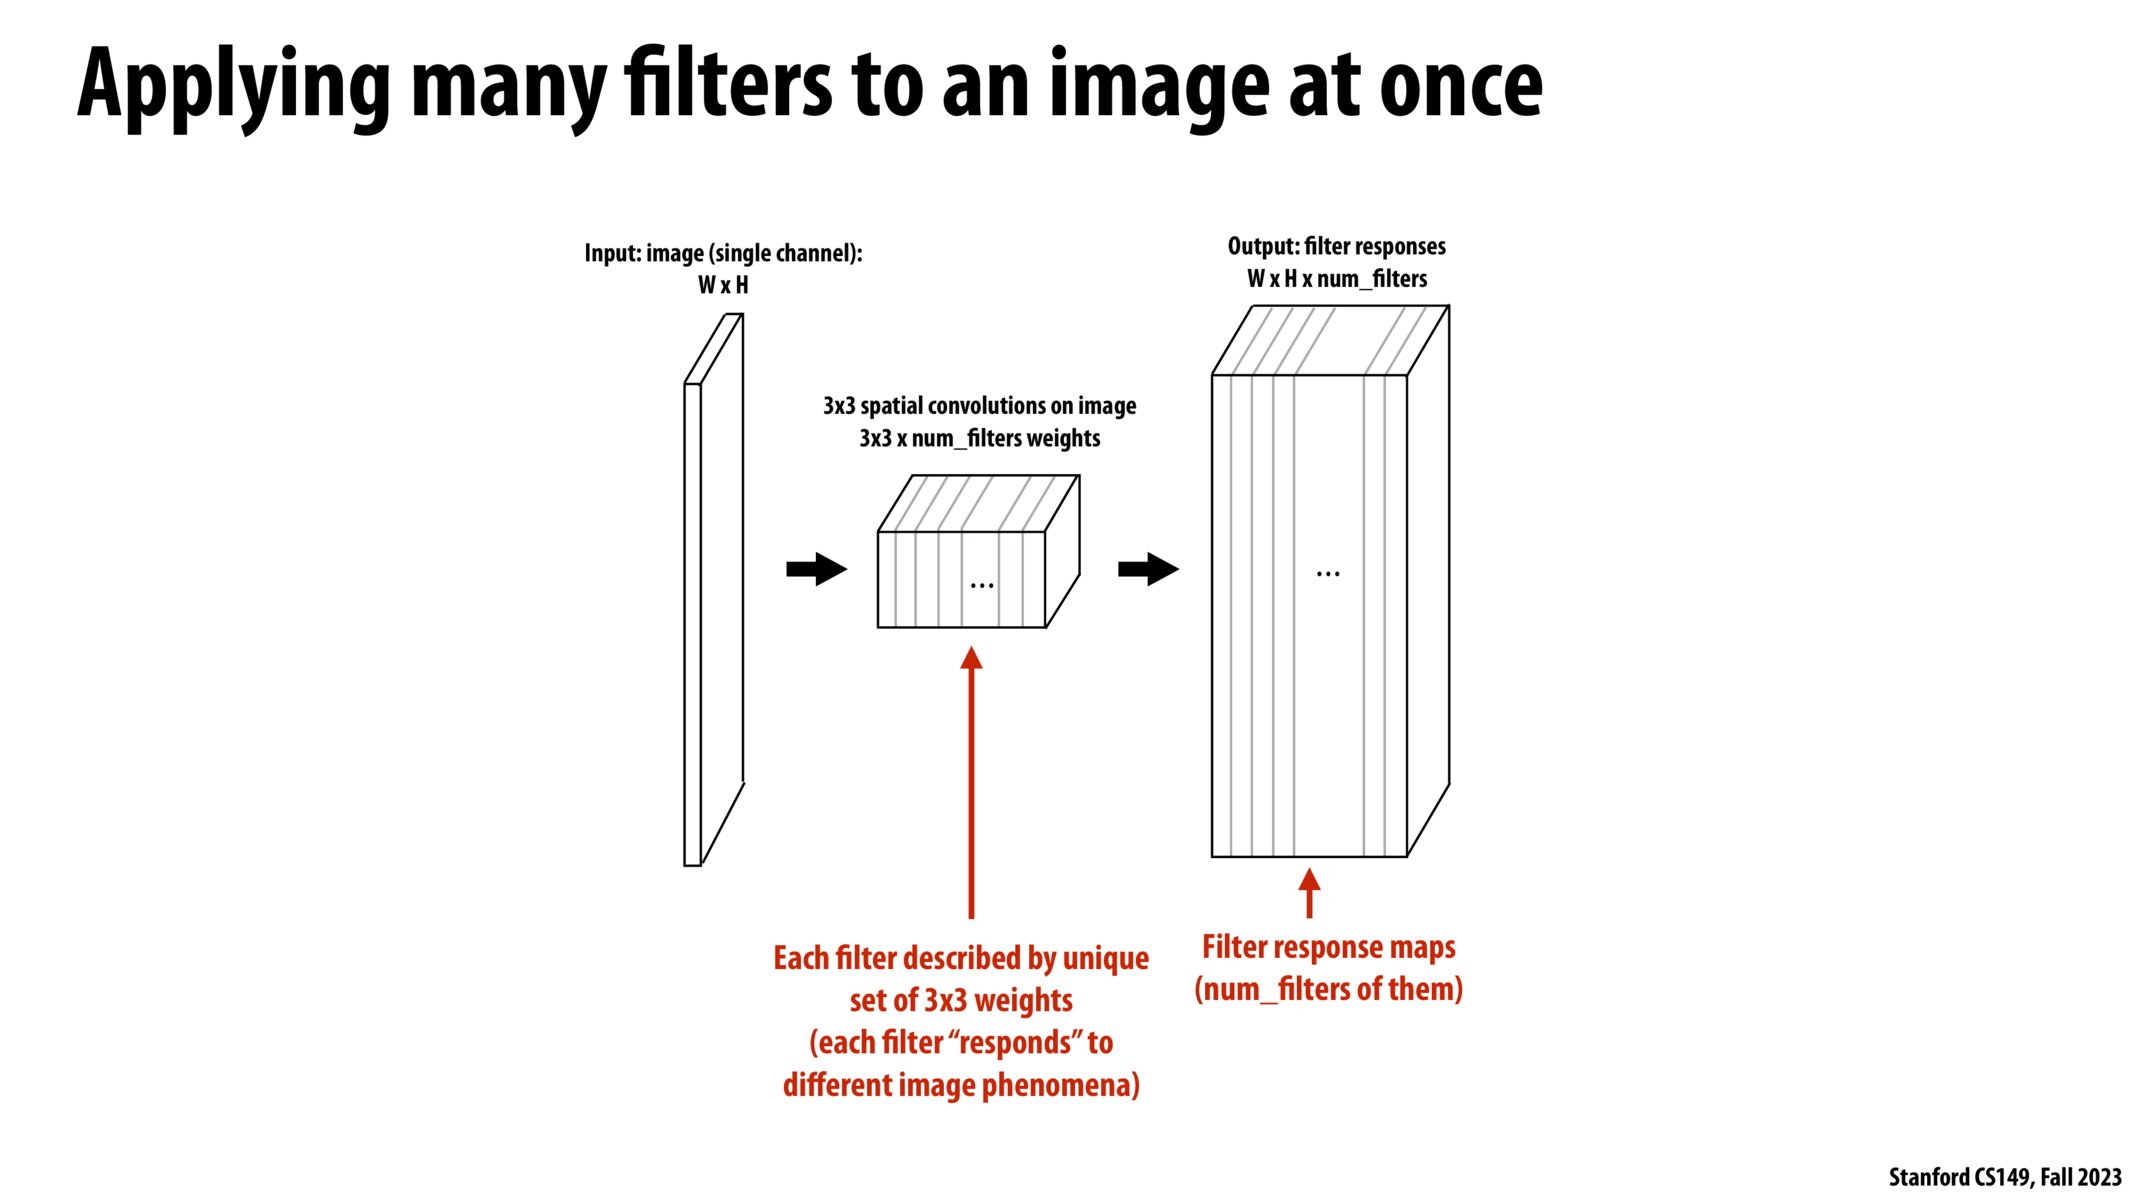 Applying many filters to an image at once
Input: image (single channel):
W x H
3x3 spatial convolutions on image
3x3 x num_filters weights
...
Output: filter responses
W x H x num_filters
...
Each filter described by unique
set of 3x3 weights
(each filter “responds” to
different image phenomena)
Filter response maps
(num_filters of them)
Stanford CS149, Fall 2023